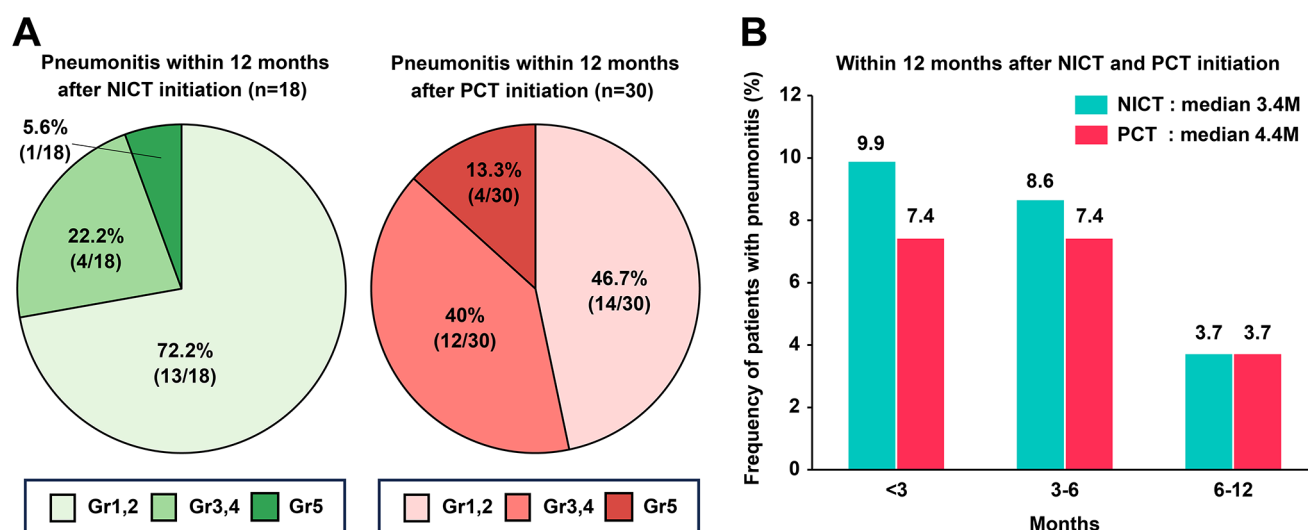 A
Pneumonitis within 12 months
after NICT initiation (n=18)
5.6%
(1/18)
22.2%
(4/18)
72.2%
(13/18)
Gr1,2 Gr3,4 Gr5
Pneumonitis within 12 months
after PCT initiation (n=30)
13.3%
(4/30)
46.7%
(14/30)
40%
(12/30)
Gr1,2 Gr3,4 Gr5
B
Within 12 months after NICT and PCT initiation
Frequency of patients with pneumonitis (%)
NICT : median 3.4M
PCT : median 4.4M
12
10
8
6
4
2
0
9.9
7.4
8.6
7.4
3.7
3.7
<3
3-6
6-12
Months